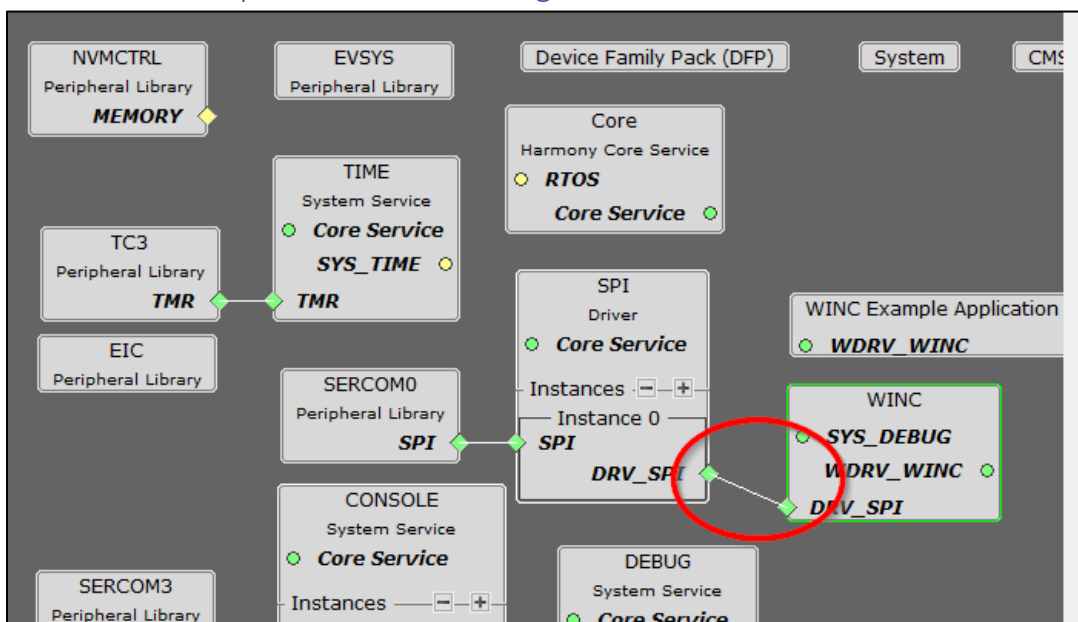 NVMCTRL
Peripheral Library
MEMORY
EVSYS
Peripheral Library
Device Family Pack (DFP)
System
Core
Harmony Core Service
RTOS
Core Service
TIME
System Service
Core Service
SYS_TIME
TMR
TC3
Peripheral Library
TMR
EIC
Peripheral Library
SPI
Driver
Core Service
Instances
Instance 0
SPI
DRV_SPI
WINC Example Application
WDRV_WINC
SERCOM0
Peripheral Library
SPI
WINC
SYS_DEBUG
WDRV_WINC
DRV_SPI
CONSOLE
System Service
Core Service
Instances
DEBUG
System Service
Core Service
SERCOM3
Peripheral Library